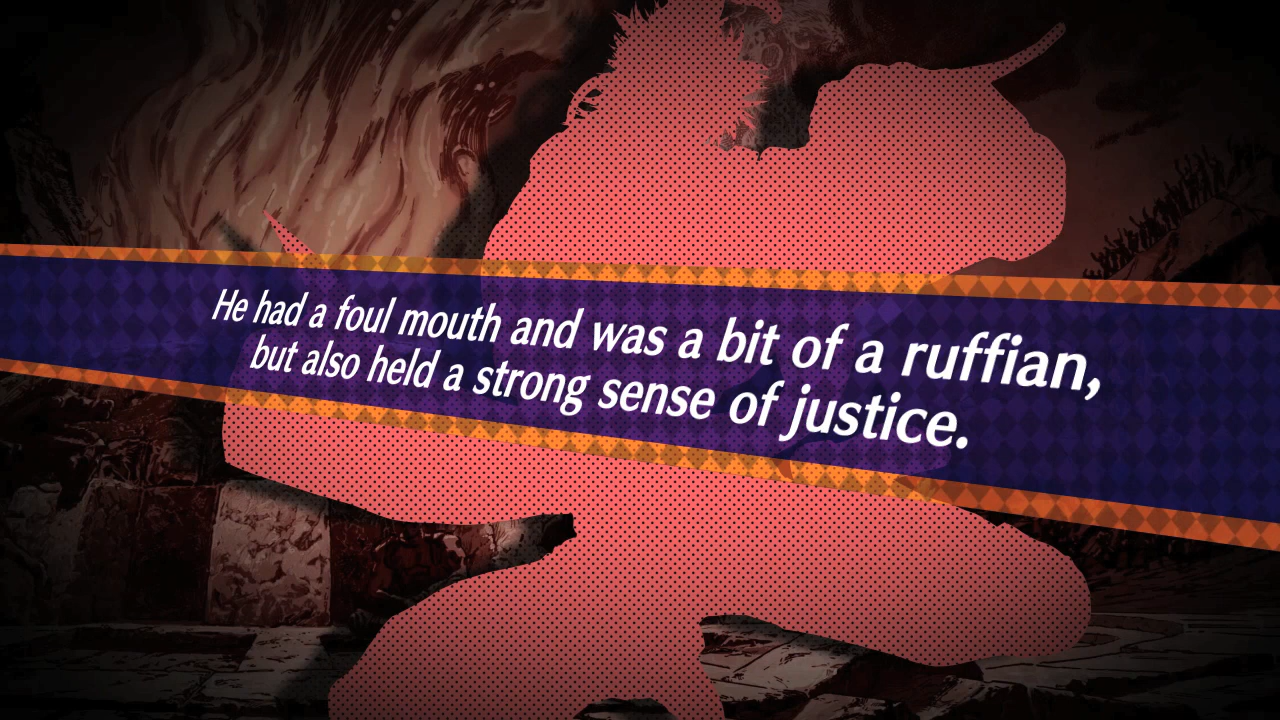 He had a foul mouth and was a bit of a ruffian,
but also held a strong sense of justice.